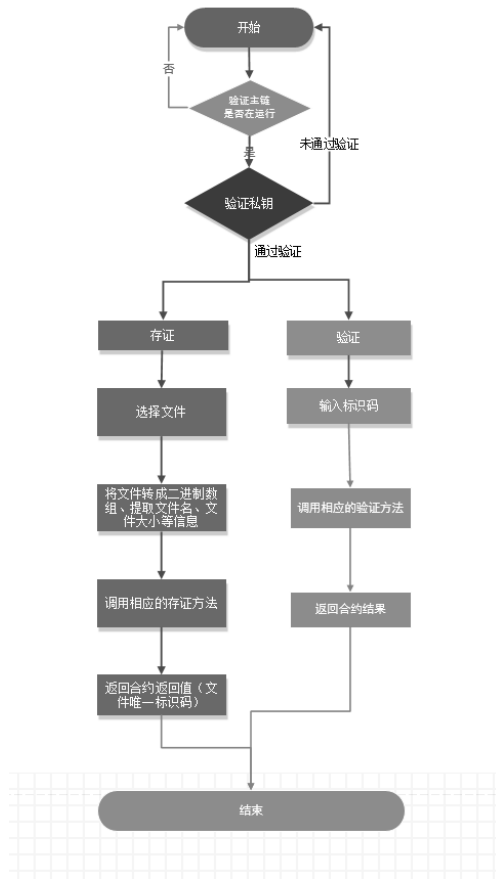 开始
否
验证主链
是否在运行
未通过验证
是
验证私钥
通过验证
存证
验证
选择文件
输入标识码
将文件转成二进制数
组、提取文件名、文
件大小等信息
调用相应的验证方法
调用相应的存证方法
返回合约结果
返回合约返回值（文
件唯一标识码）
结束